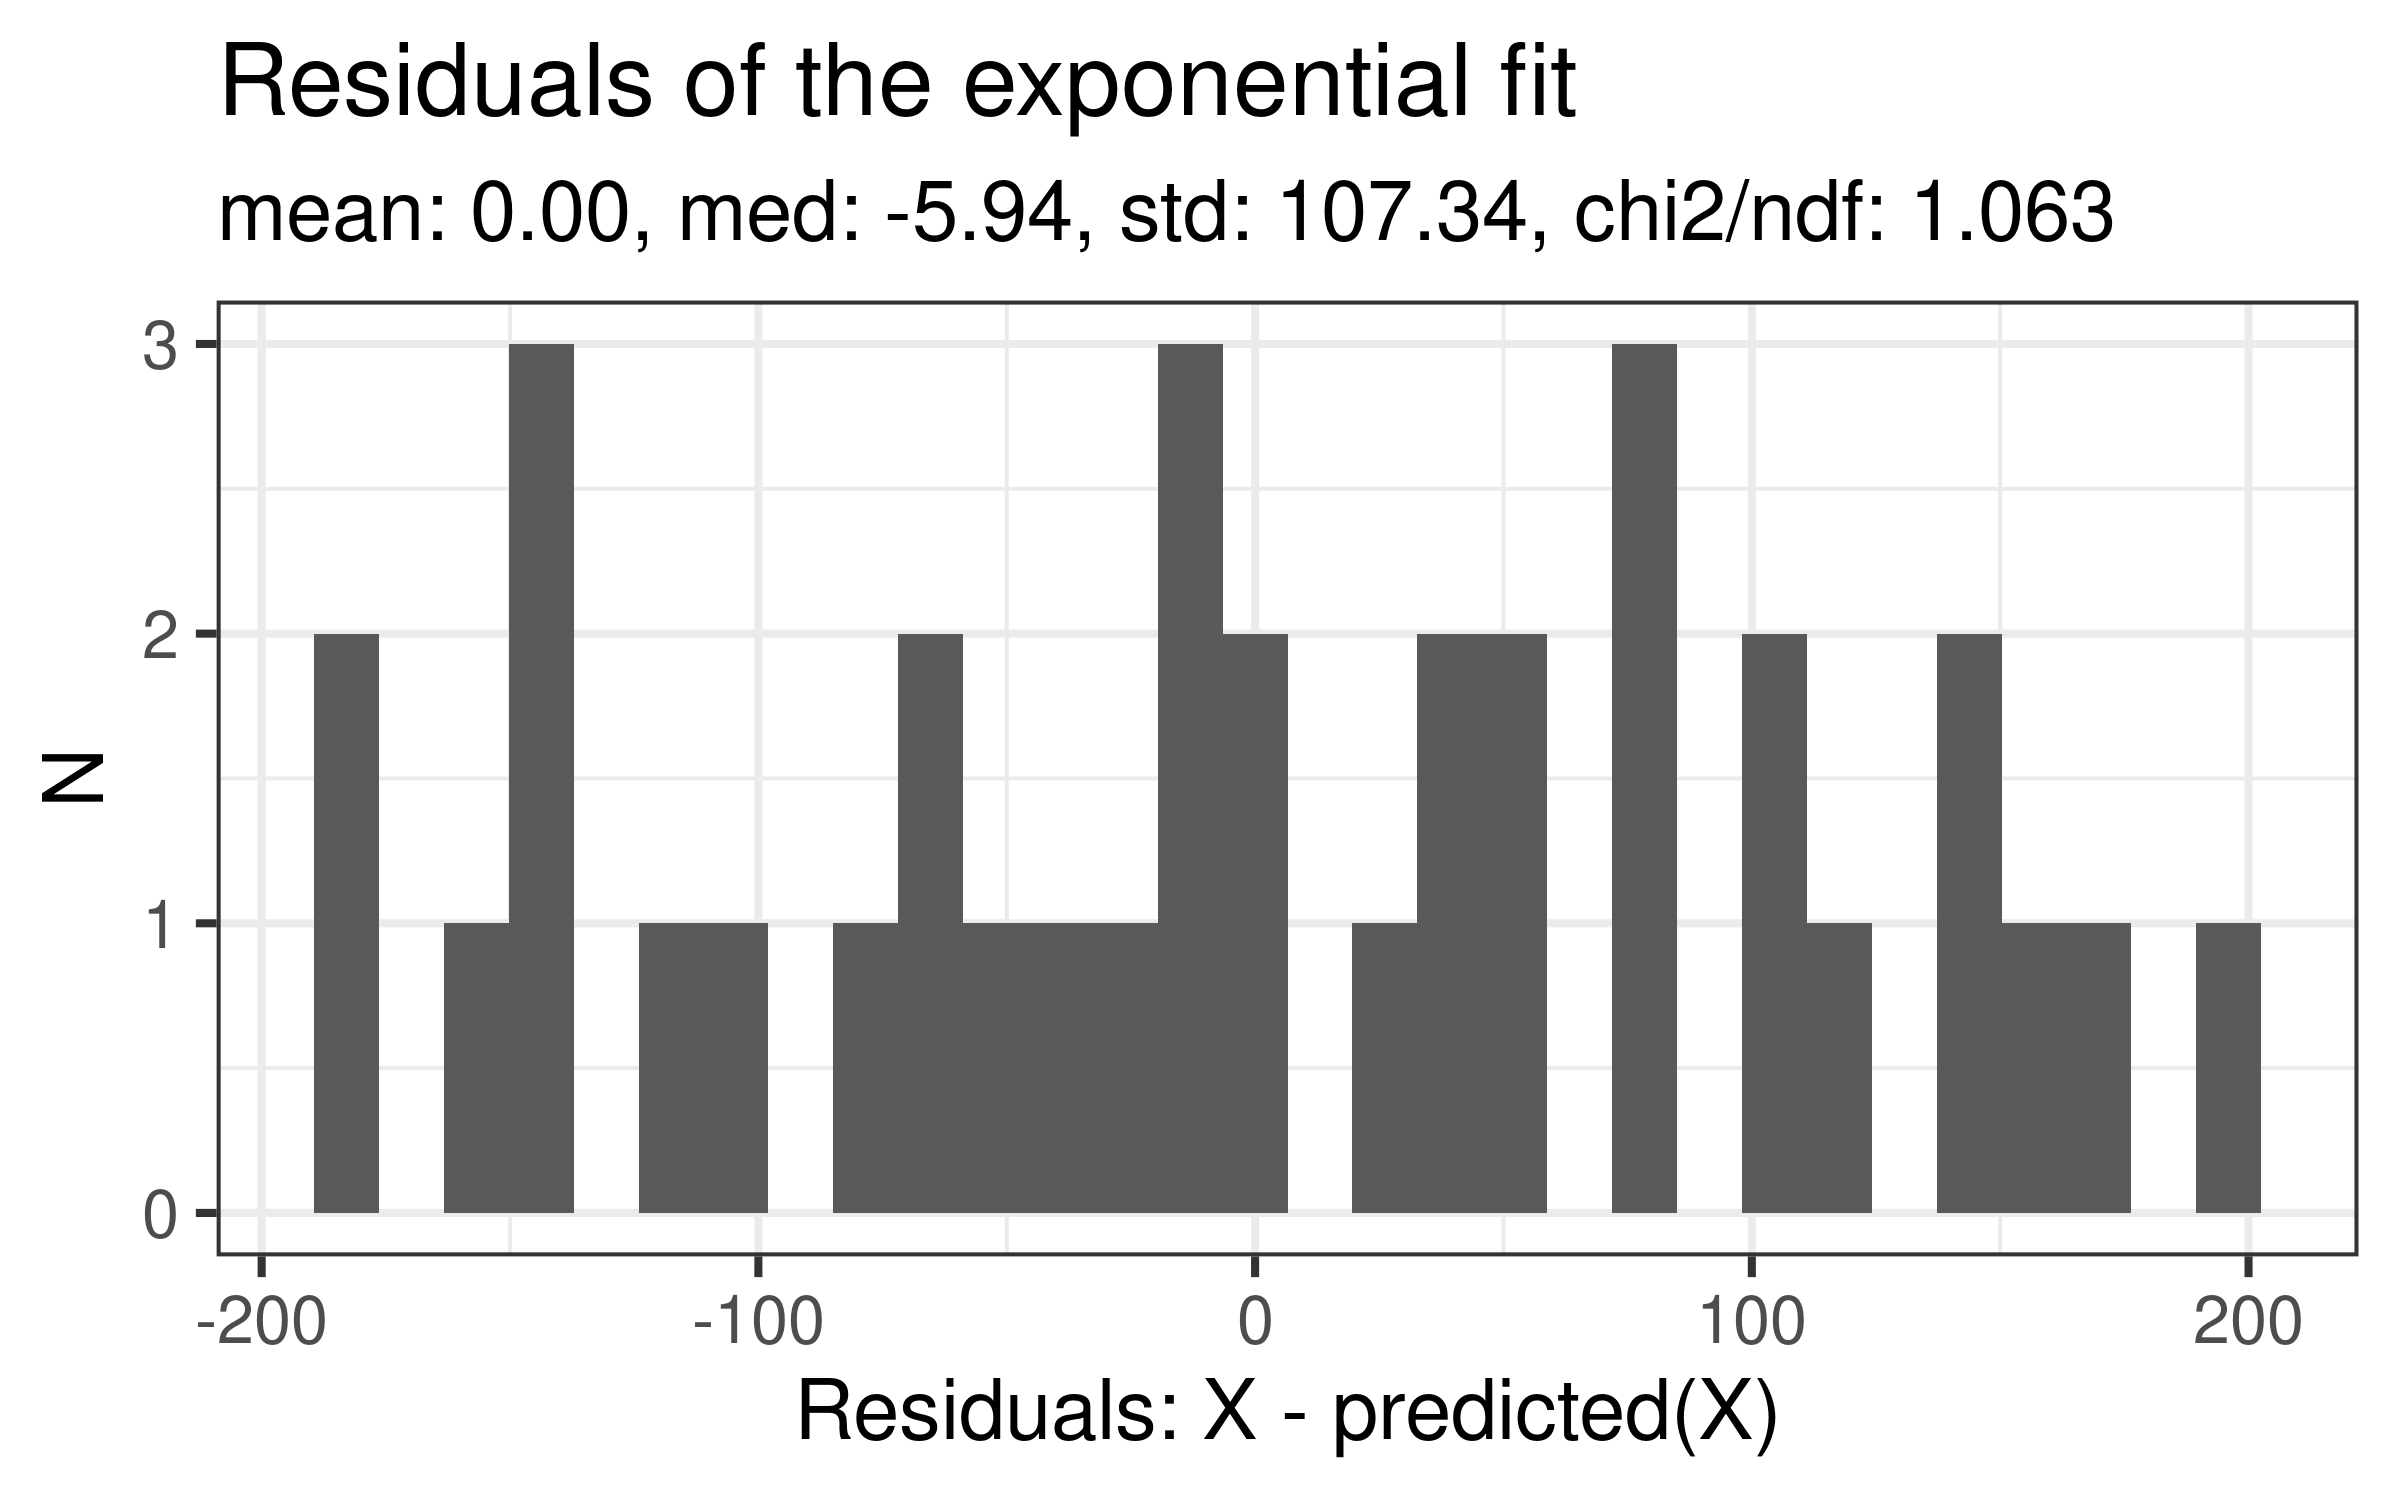 Residuals of the exponential fit
mean: 0.00, med: -5.94, std: 107.34, chi2/ndf: 1.063
3
2
1
0
N
-200 -100 0 100 200
Residuals: X - predicted(X)